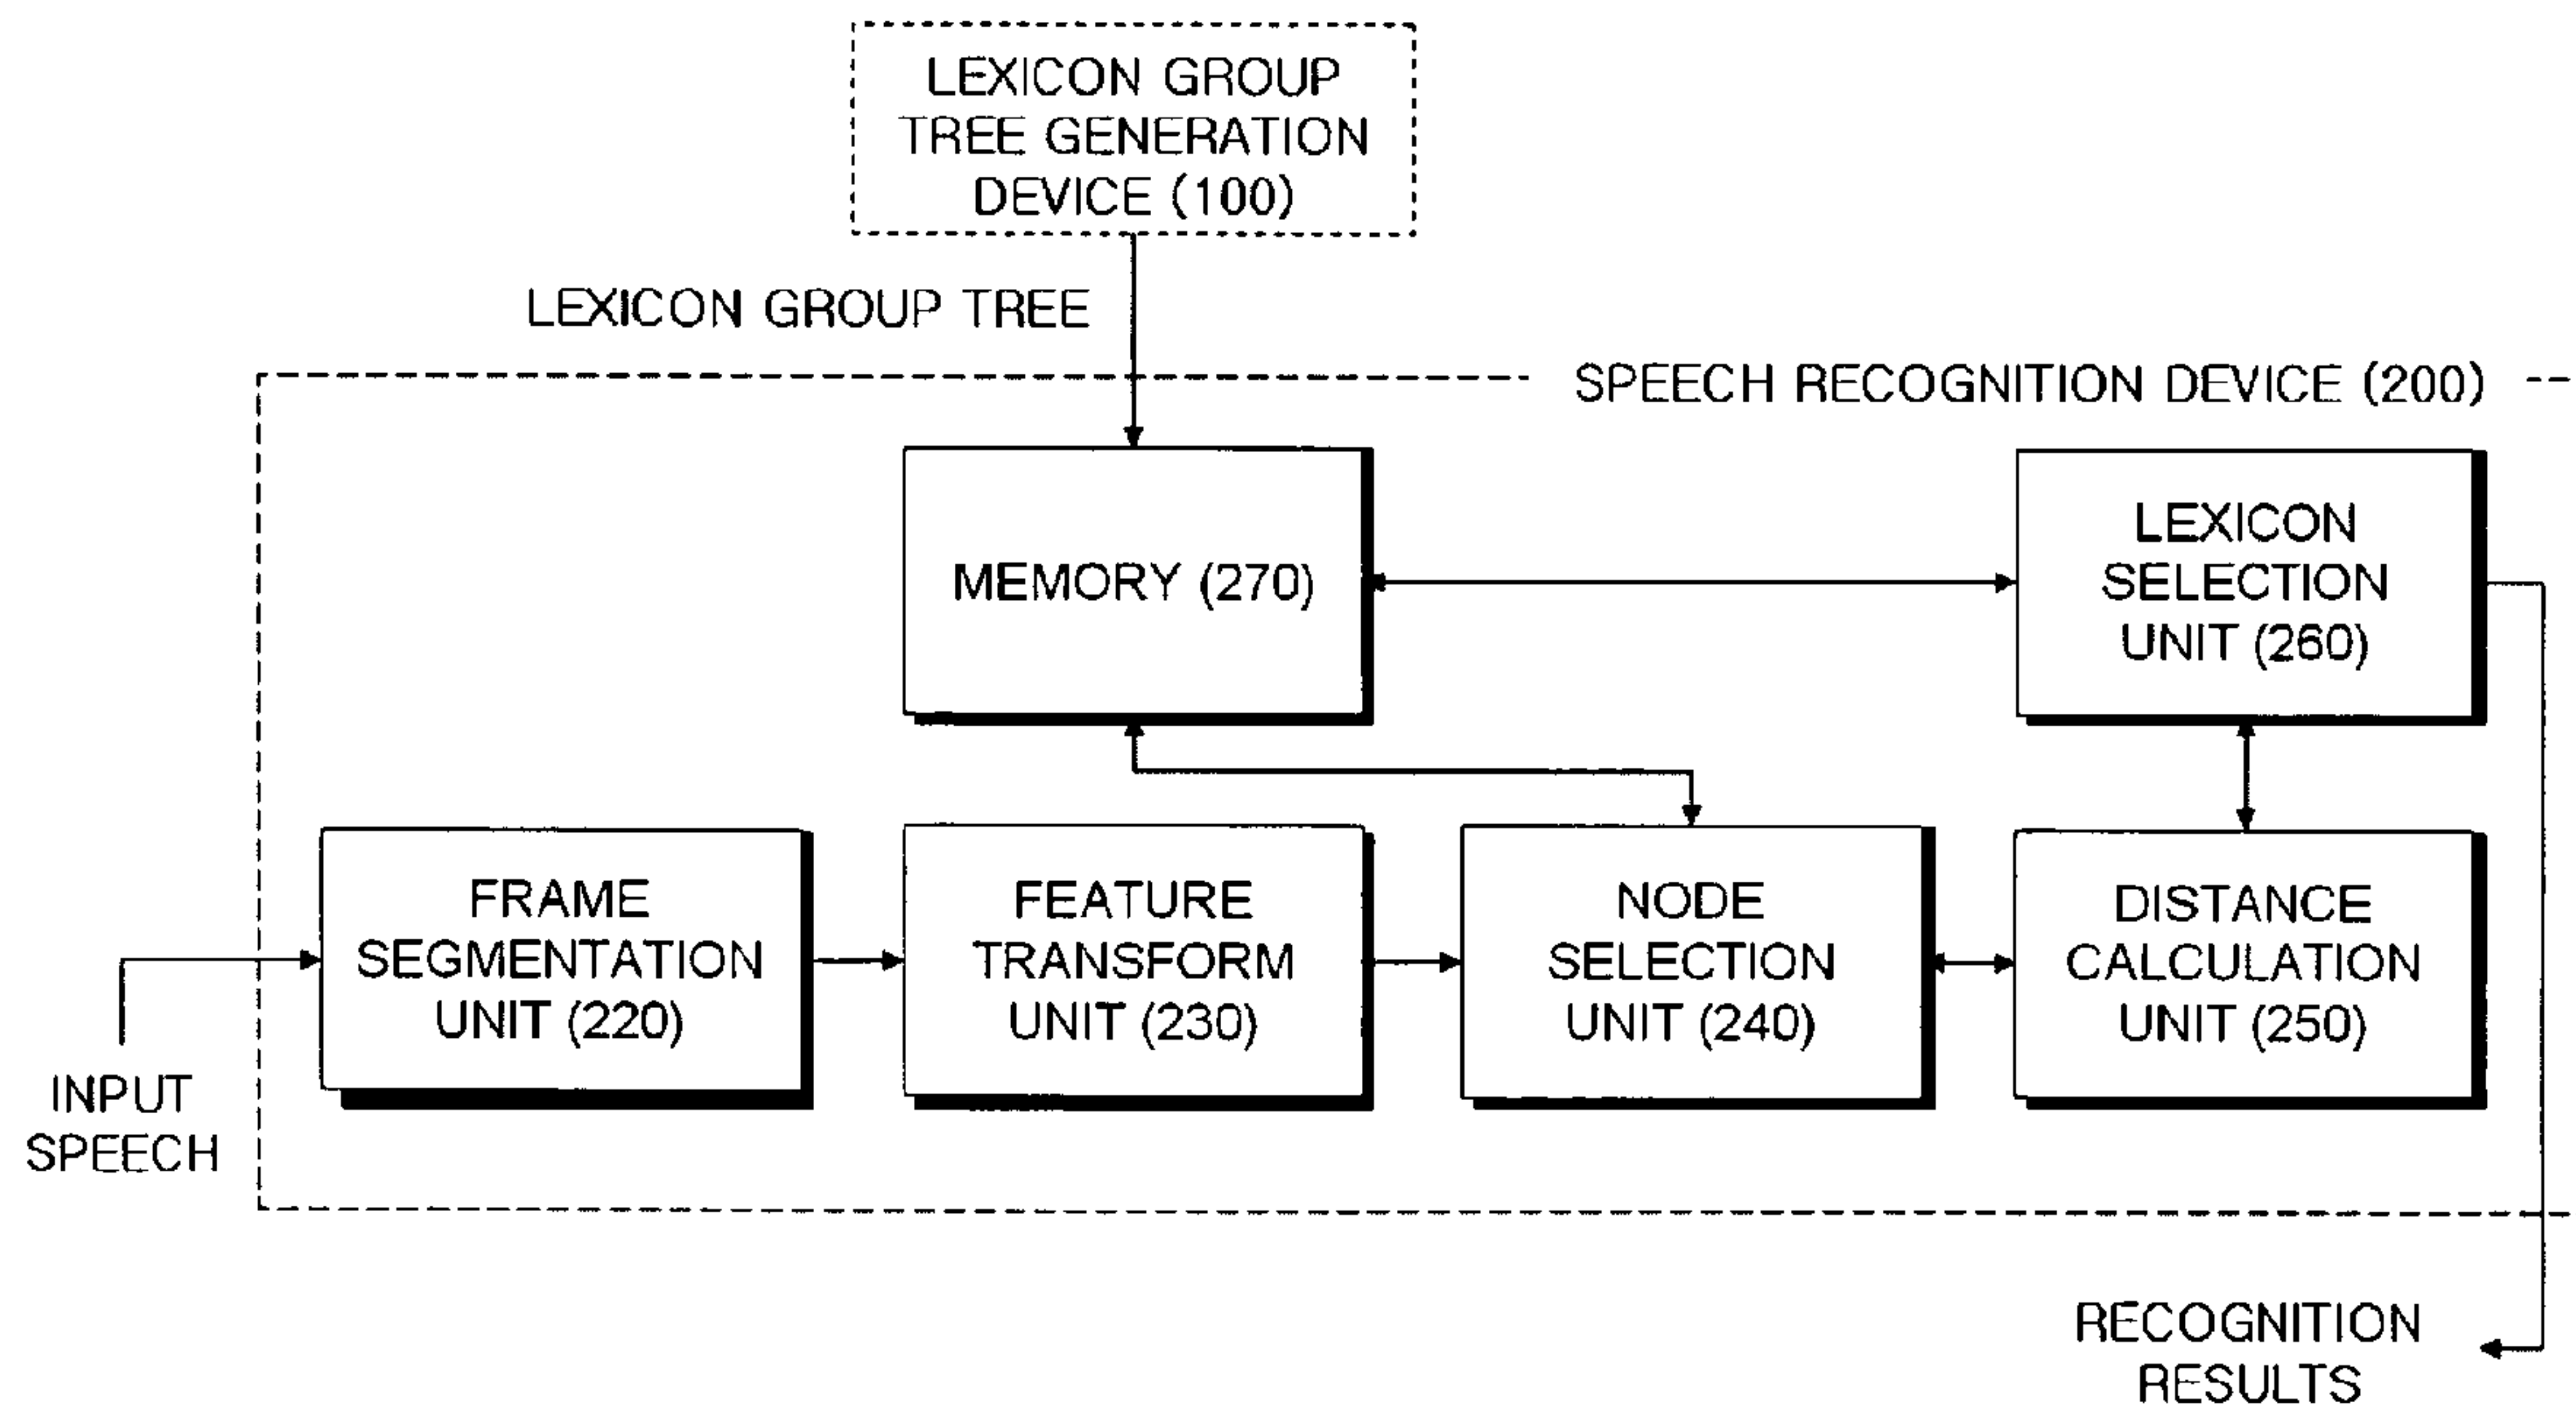 LEXICON GROUP
TREE GENERATION
DEVICE (100)
LEXICON GROUP TREE
SPEECH RECOGNITION DEVICE (200)
MEMORY (270)
LEXICON
SELECTION
UNIT (260)
FRAME
SEGMENTATION
UNIT (220)
FEATURE
TRANSFORM
UNIT (230)
NODE
SELECTION
UNIT (240)
DISTANCE
CALCULATION
UNIT (250)
INPUT
SPEECH
RECOGNITION
RESULTS